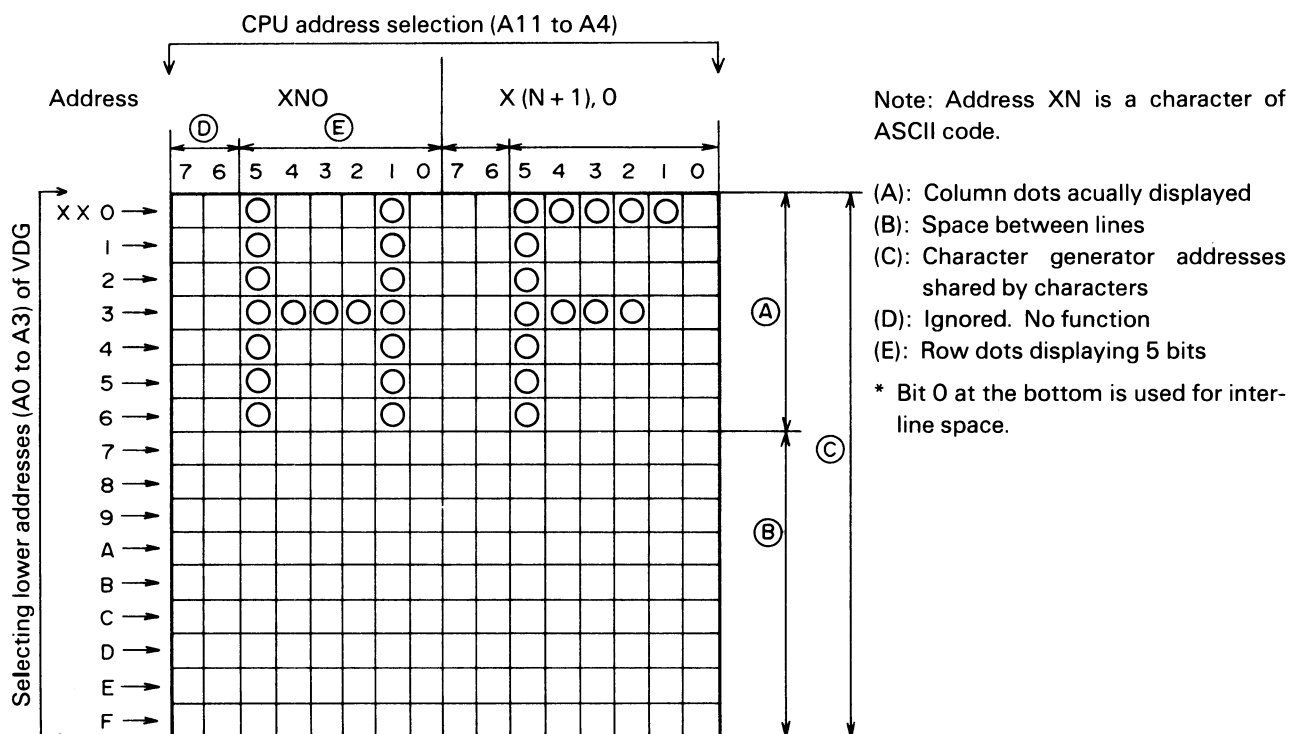 CPU address selection (A11 to A4)
Address
XNO
X (N + 1), 0
D
E
7 6 5 4 3 2 1 0 7 6 5 4 3 2 1 0
Selecting lower addresses (A0 to A3) of VDG
X X 0
1
2
3
4
5
6
7
8
9
A
B
C
D
E
F
A
B
C
Note: Address XN is a character of
ASCII code.
(A): Column dots acually displayed
(B): Space between lines
(C): Character generator addresses
shared by characters
(D): Ignored. No function
(E): Row dots displaying 5 bits
* Bit 0 at the bottom is used for inter-
line space.